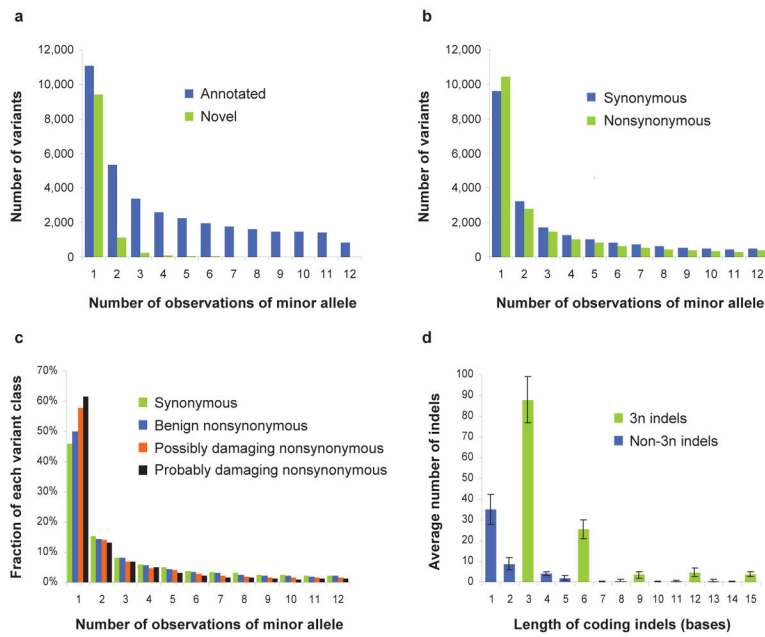 a
12,000
10,000
8,000
6,000
4,000
2,000
0
Number of variants
Annotated
Novel
1 2 3 4 5 6 7 8 9 10 11 12
Number of observations of minor allele
b
12,000
10,000
8,000
6,000
4,000
2,000
0
Number of variants
Synonymous
Nonsynonymous
1 2 3 4 5 6 7 8 9 10 11 12
Number of observations of minor allele
c
70%
60%
50%
40%
30%
20%
10%
0%
Fraction of each variant class
Synonymous
Benign nonsynonymous
Possibly damaging nonsynonymous
Probably damaging nonsynonymous
1 2 3 4 5 6 7 8 9 10 11 12
Number of observations of minor allele
d
100
90
80
70
60
50
40
30
20
10
0
Average number of indels
3n indels
Non-3n indels
1 2 3 4 5 6 7 8 9 10 11 12 13 14 15
Length of coding indels (bases)